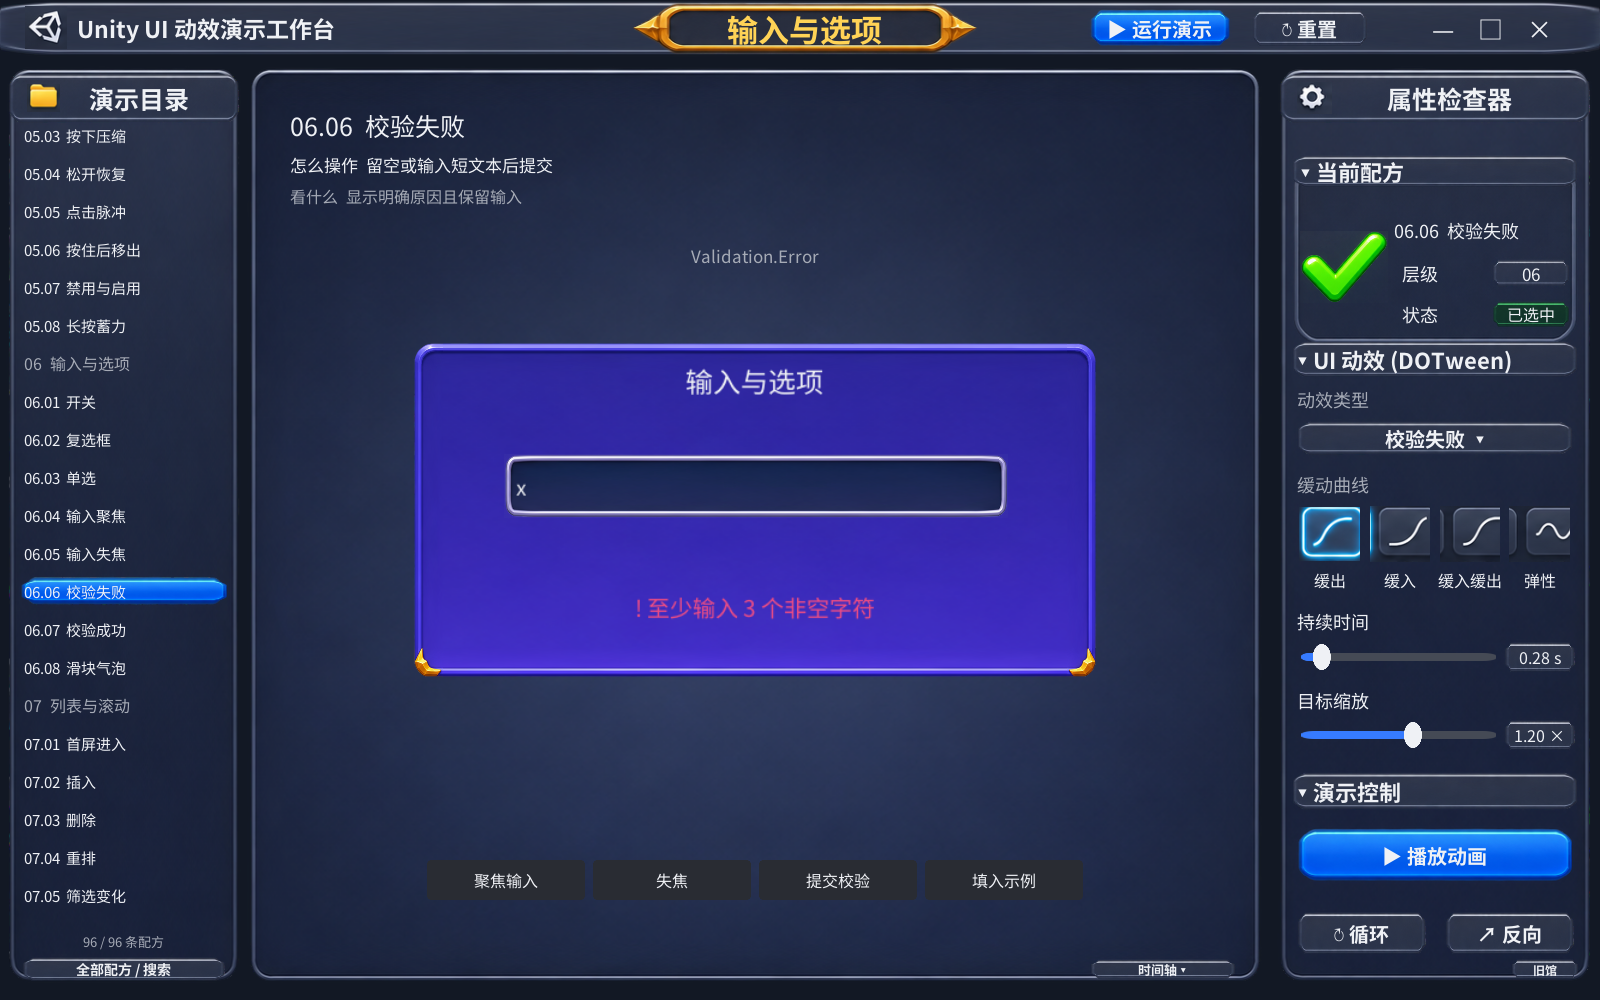 Unity UI 动效演示工作台
输入与选项
▶ 运行演示
重置
演示目录
05.03 按下压缩
05.04 松开恢复
05.05 点击脉冲
05.06 按住后移出
05.07 禁用与启用
05.08 长按蓄力
06 输入与选项
06.01 开关
06.02 复选框
06.03 单选
06.04 输入聚焦
06.05 输入失焦
06.06 校验失败
06.07 校验成功
06.08 滑块气泡
07 列表与滚动
07.01 首屏进入
07.02 插入
07.03 删除
07.04 重排
07.05 筛选变化
96 / 96 条配方
全部配方 / 搜索
06.06 校验失败
怎么操作 留空或输入短文本后提交
看什么 显示明确原因且保留输入
Validation.Error
输入与选项
x
! 至少输入 3 个非空字符
聚焦输入
失焦
提交校验
填入示例
时间轴 ▾
属性检查器
▾ 当前配方
06.06 校验失败
层级 06
状态 已选中
▾ UI 动效 (DOTween)
动效类型
校验失败 ▾
缓动曲线
缓出 缓入 缓入缓出 弹性
持续时间
0.28 s
目标缩放
1.20 ×
▾ 演示控制
▶ 播放动画
循环
↗ 反向
旧馆